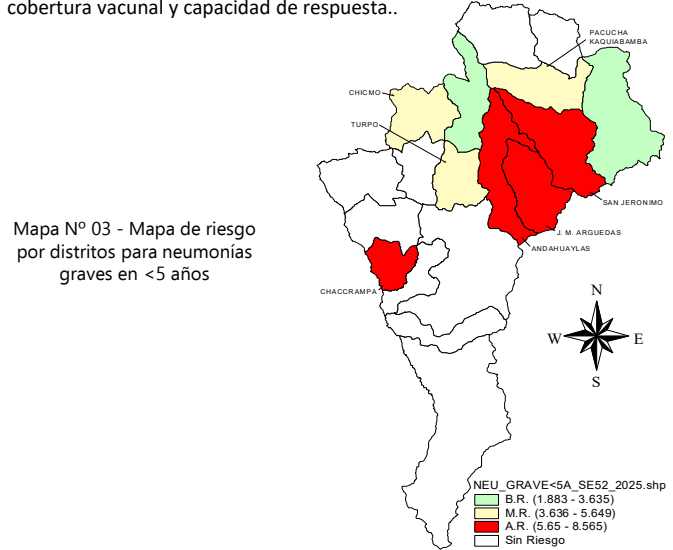 cobertura vacunal y capacidad de respuesta..
PACUCHA
KAQUIABAMBA
CHICMO
TURPO
SAN JERONIMO
Mapa Nº 03 - Mapa de riesgo
por distritos para neumonías
graves en <5 años
J. M. ARGUEDAS
ANDAHUAYLAS
CHACCRAMPA
N
W
E
S
NEU_GRAVE<5A_SE52_2025.shp
B.R. (1.883 - 3.635)
M.R. (3.636 - 5.649)
A.R. (5.65 - 8.565)
Sin Riesgo